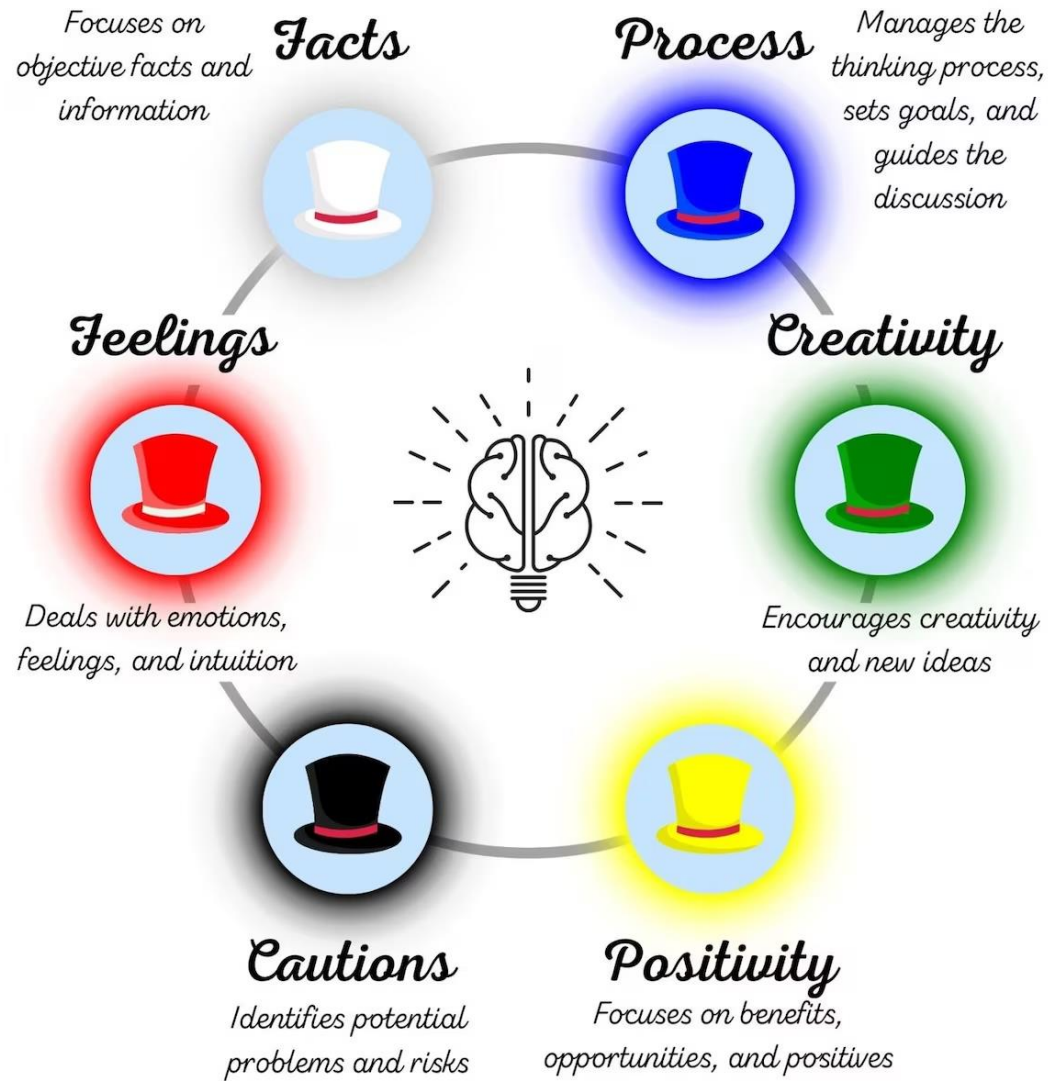 Facts
Focuses on
objective facts and
information
Process
Manages the
thinking process,
sets goals, and
guides the
discussion
Feelings
Deals with emotions,
feelings, and intuition
Creativity
Encourages creativity
and new ideas
Cautions
Identifies potential
problems and risks
Positivity
Focuses on benefits,
opportunities, and positives